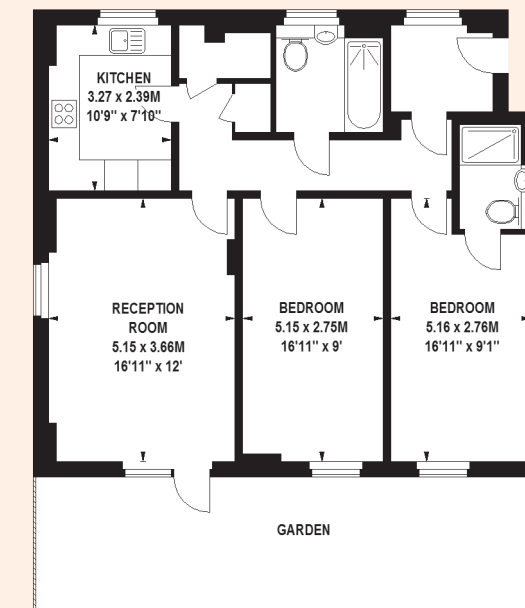 KITCHEN
3.27 x 2.39M
10'9" x 7'10"
RECEPTION
ROOM
5.15 x 3.66M
16'11" x 12'
BEDROOM
5.15 x 2.75M
16'11" x 9'
BEDROOM
5.16 x 2.76M
16'11" x 9'1"
GARDEN